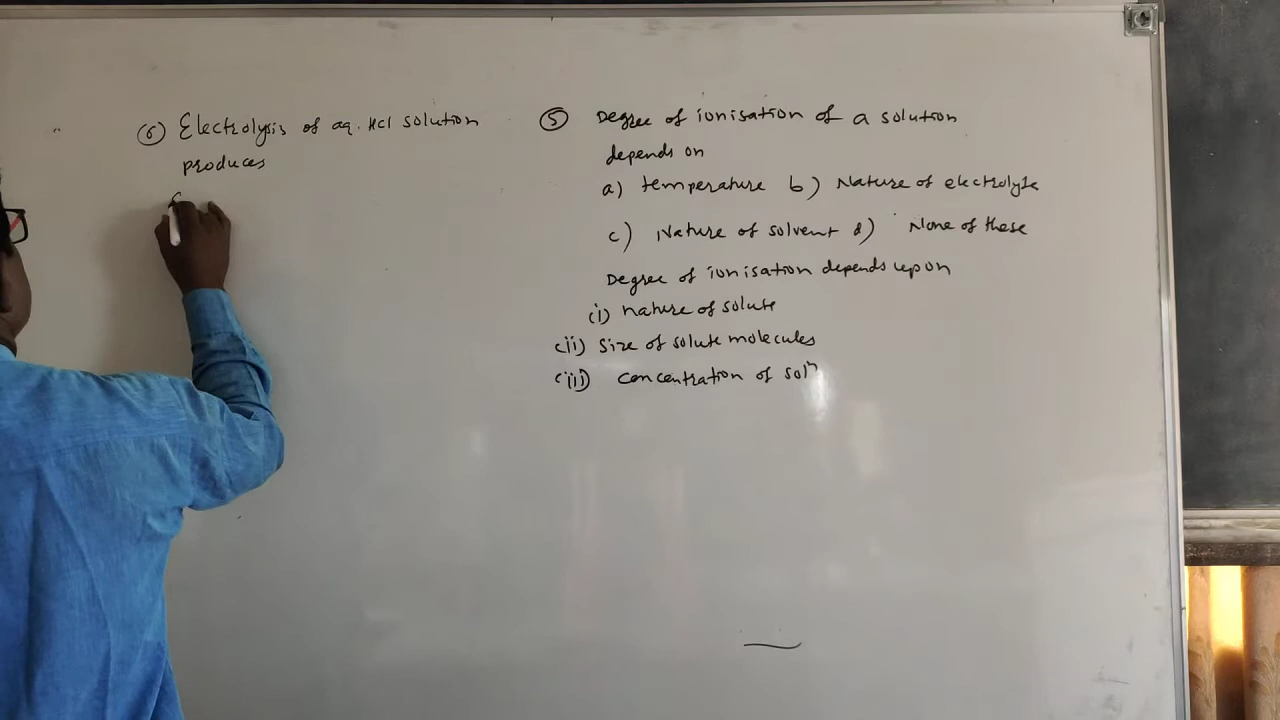 (6) Electrolysis of aq. HCl solution
produces
(5) Degree of ionisation of a solution
depends on
a) temperature b) Nature of electrolyte
c) Nature of solvent d) None of these
Degree of ionisation depends upon
(i) nature of solute
(ii) Size of solute molecules
(iii) concentration of solⁿ